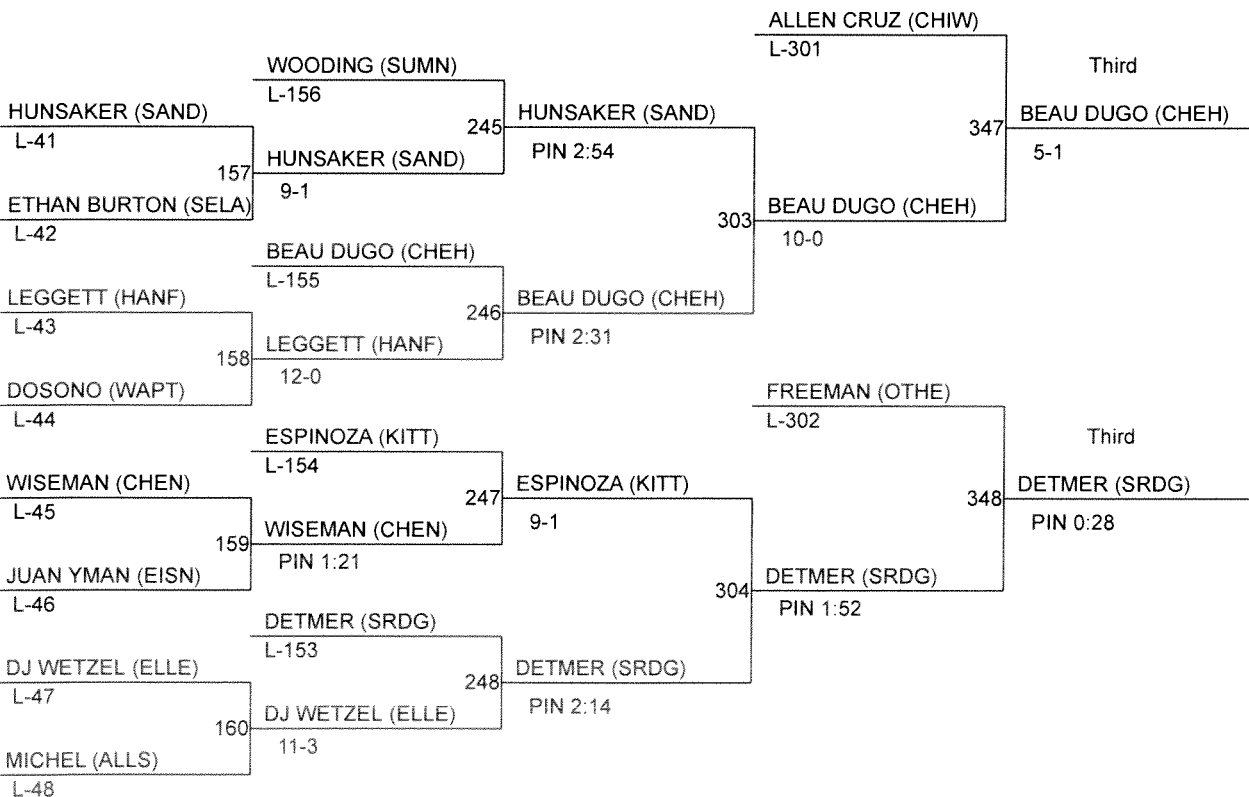 ALLEN CRUZ (CHIW)
L-301
Third
WOODING (SUMN)
L-156
HUNSAKER (SAND)
L-41
245
HUNSAKER (SAND)
PIN 2:54
347
BEAU DUGO (CHEH)
5-1
157
HUNSAKER (SAND)
9-1
ETHAN BURTON (SELA)
L-42
303
BEAU DUGO (CHEH)
10-0
BEAU DUGO (CHEH)
L-155
LEGGETT (HANF)
L-43
246
BEAU DUGO (CHEH)
PIN 2:31
158
LEGGETT (HANF)
12-0
DOSONO (WAPT)
L-44
FREEMAN (OTHE)
L-302
Third
ESPINOZA (KITT)
L-154
WISEMAN (CHEN)
L-45
247
ESPINOZA (KITT)
9-1
348
DETMER (SRDG)
PIN 0:28
159
WISEMAN (CHEN)
PIN 1:21
JUAN YMAN (EISN)
L-46
304
DETMER (SRDG)
PIN 1:52
DETMER (SRDG)
L-153
DJ WETZEL (ELLE)
L-47
248
DETMER (SRDG)
PIN 2:14
160
DJ WETZEL (ELLE)
11-3
MICHEL (ALLS)
L-48